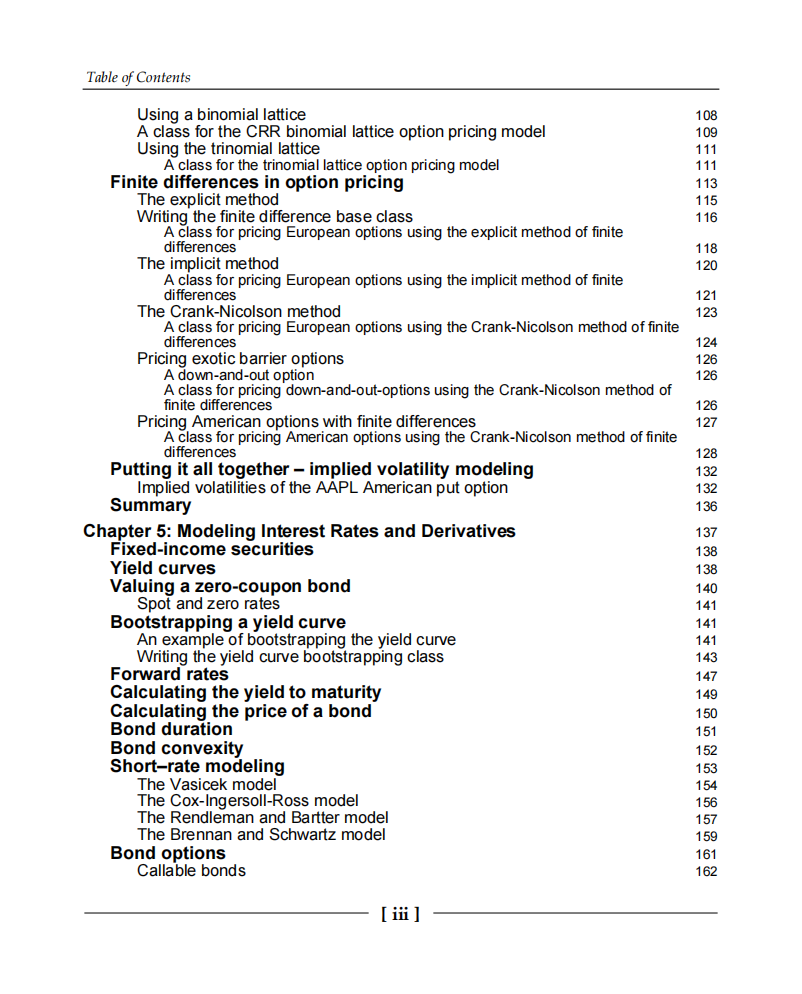 Table of Contents
Using a binomial lattice 108
A class for the CRR binomial lattice option pricing model 109
Using the trinomial lattice 111
A class for the trinomial lattice option pricing model 111
Finite differences in option pricing 113
The explicit method 115
Writing the finite difference base class 116
A class for pricing European options using the explicit method of finite
differences 118
The implicit method 120
A class for pricing European options using the implicit method of finite
differences 121
The Crank-Nicolson method 123
A class for pricing European options using the Crank-Nicolson method of finite
differences 124
Pricing exotic barrier options 126
A down-and-out option 126
A class for pricing down-and-out-options using the Crank-Nicolson method of
finite differences 126
Pricing American options with finite differences 127
A class for pricing American options using the Crank-Nicolson method of finite
differences 128
Putting it all together – implied volatility modeling 132
Implied volatilities of the AAPL American put option 132
Summary 136
Chapter 5: Modeling Interest Rates and Derivatives 137
Fixed-income securities 138
Yield curves 138
Valuing a zero-coupon bond 140
Spot and zero rates 141
Bootstrapping a yield curve 141
An example of bootstrapping the yield curve 141
Writing the yield curve bootstrapping class 143
Forward rates 147
Calculating the yield to maturity 149
Calculating the price of a bond 150
Bond duration 151
Bond convexity 152
Short–rate modeling 153
The Vasicek model 154
The Cox-Ingersoll-Ross model 156
The Rendleman and Bartter model 157
The Brennan and Schwartz model 159
Bond options 161
Callable bonds 162
[ iii ]